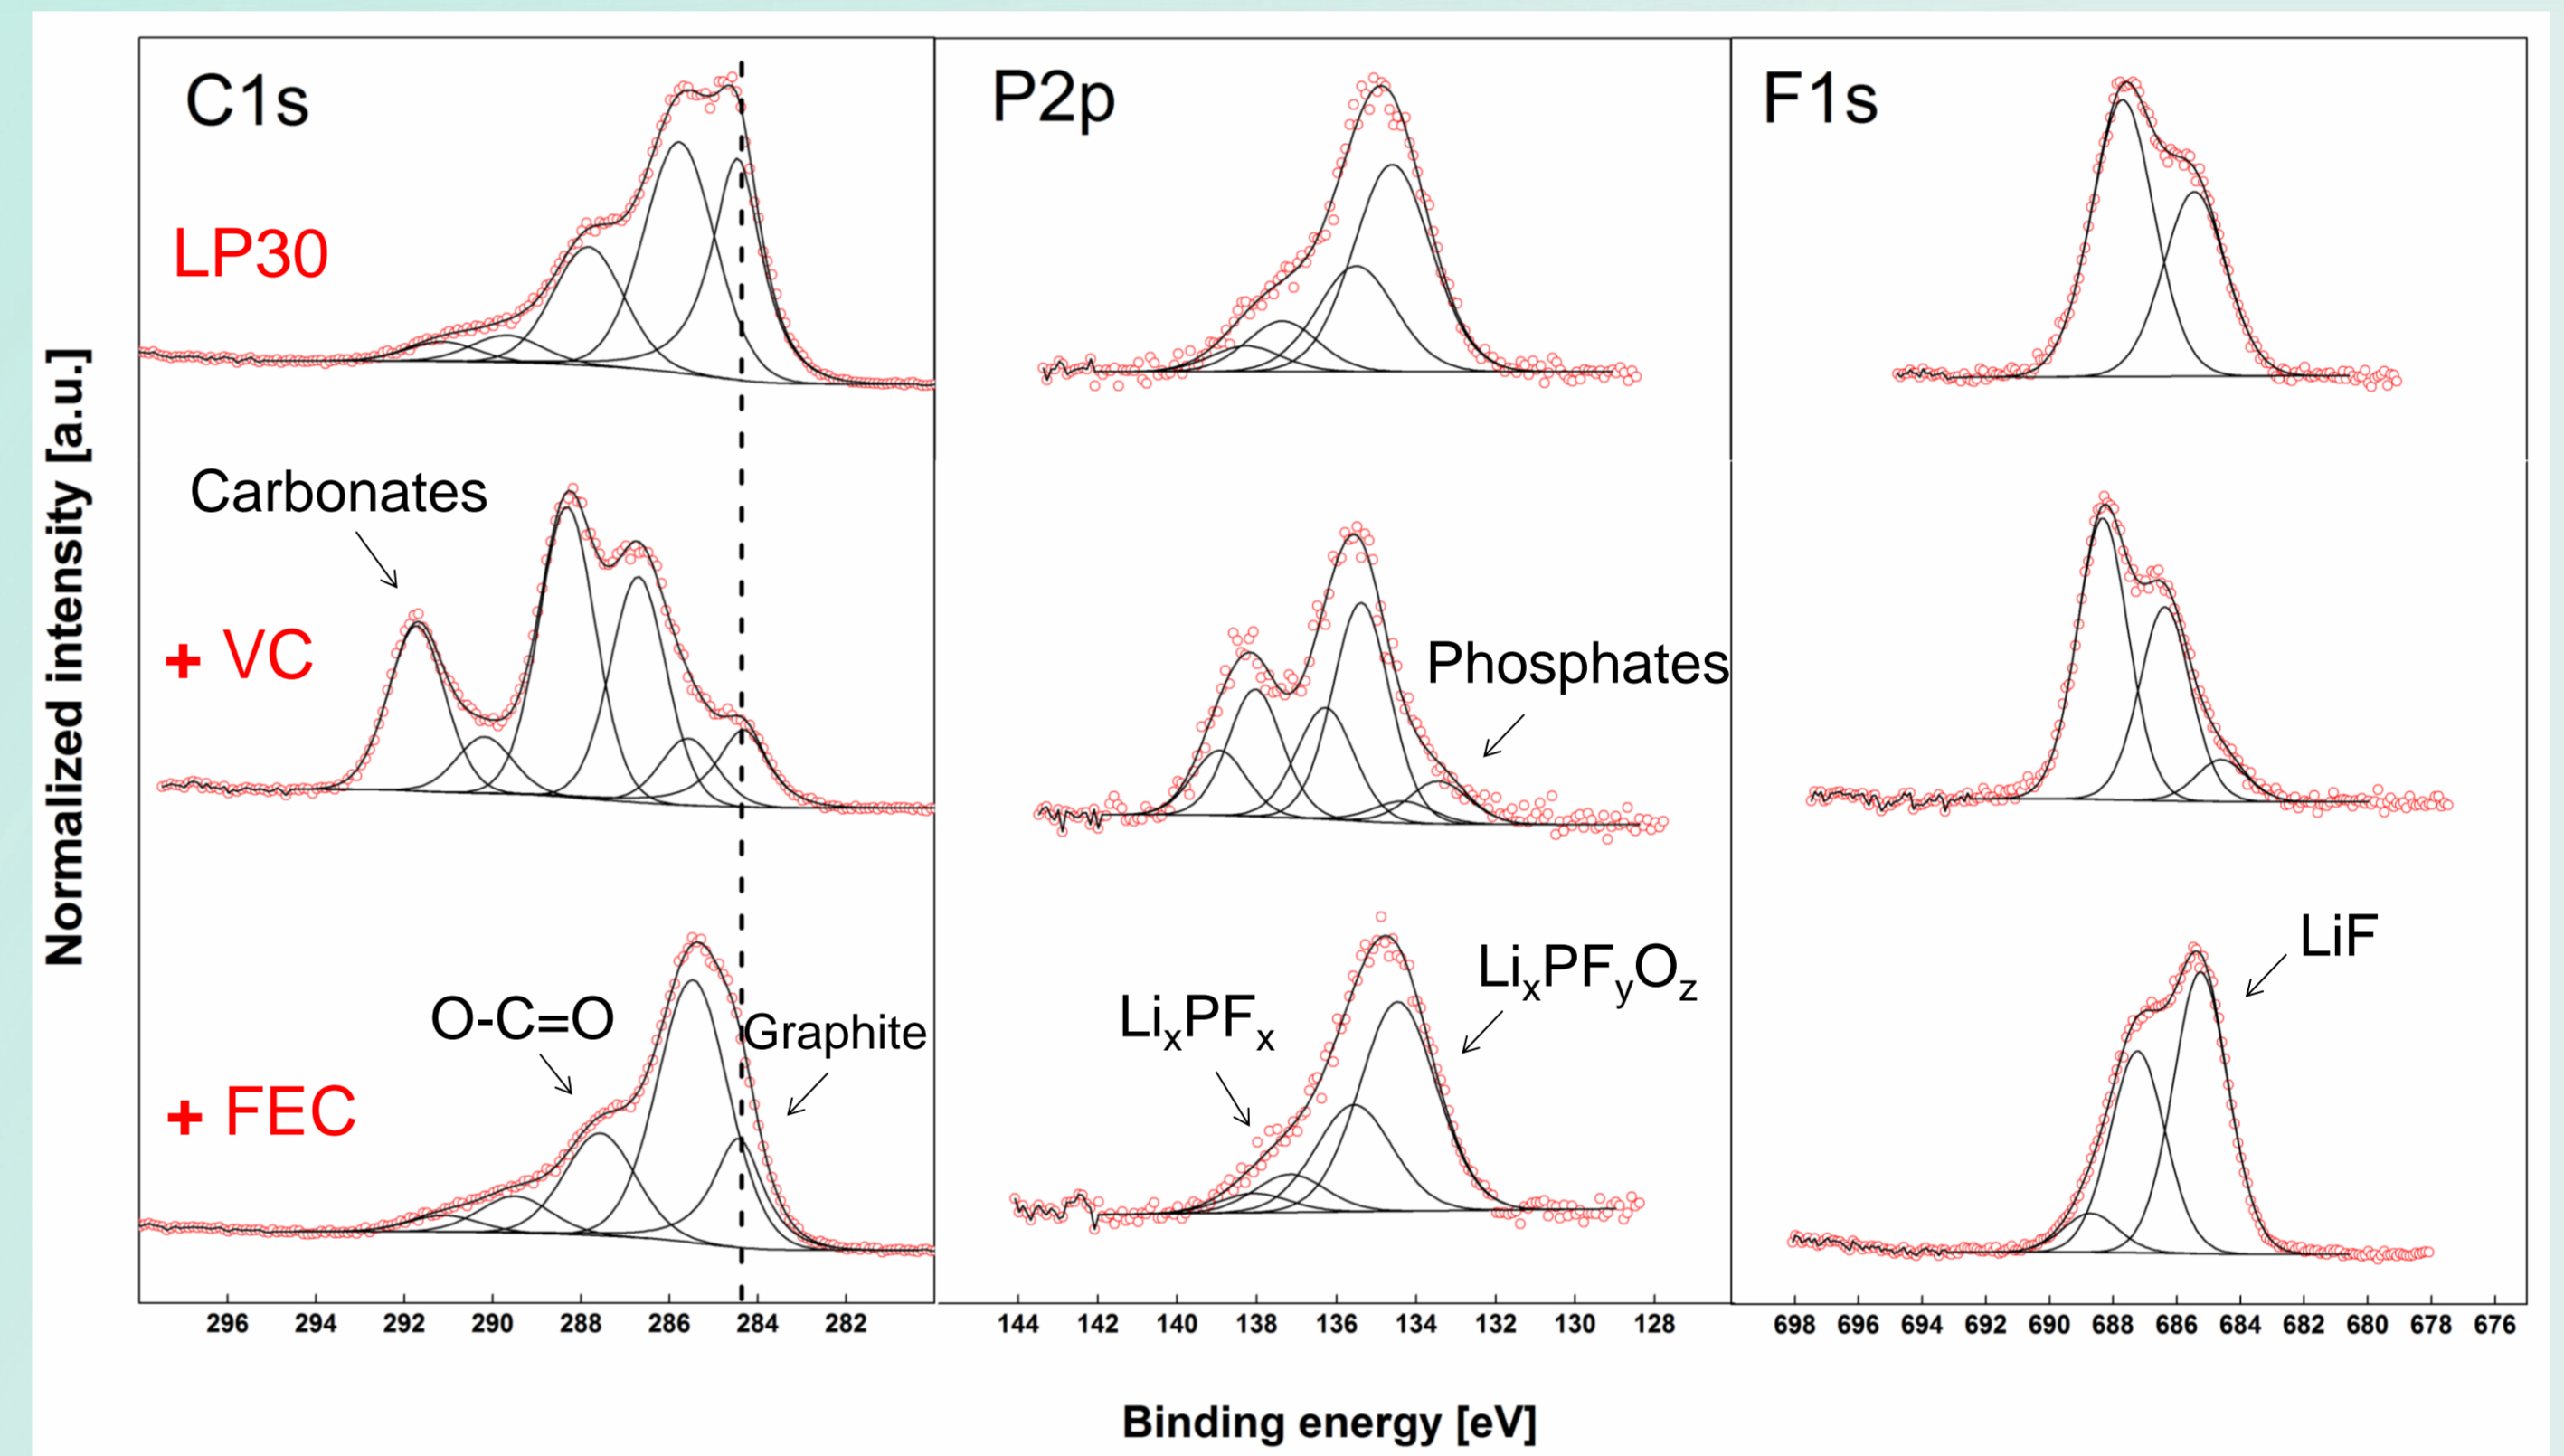 C1s
P2p
F1s
LP30
Carbonates
+ VC
Phosphates
LiF
LiₓPFᵧO_z
LiₓPFₓ
O-C=O
Graphite
+ FEC
Normalized intensity [a.u.]
296 294 292 290 288 286 284 282
144 142 140 138 136 134 132 130 128
698 696 694 692 690 688 686 684 682 680 678 676
Binding energy [eV]